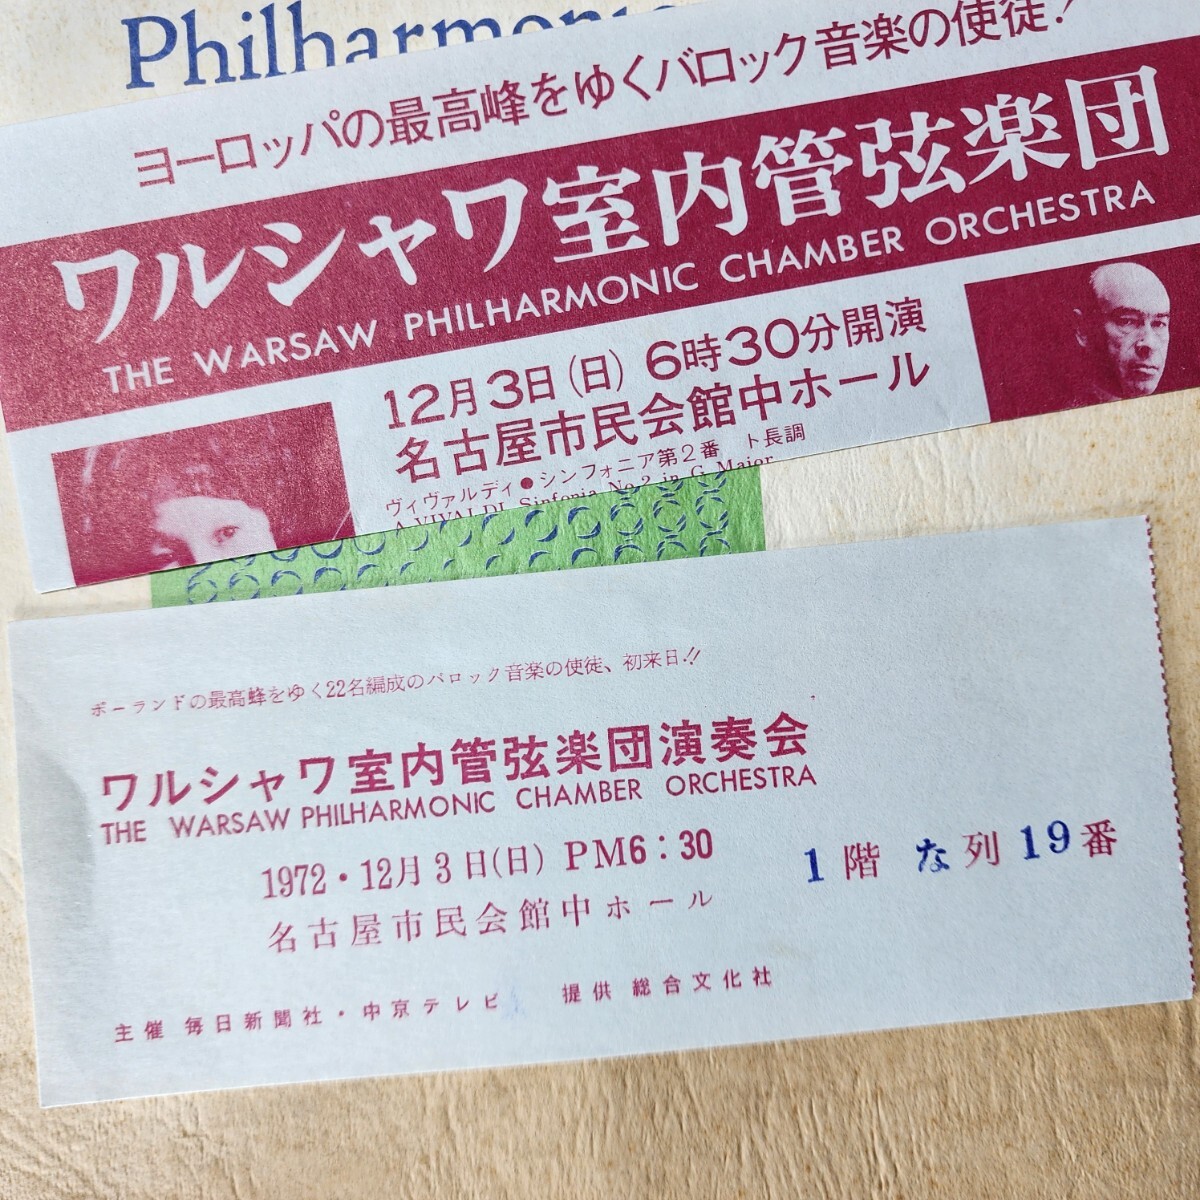 Philharmonic
ヨーロッパの最高峰をゆくバロック音楽の使徒!
ワルシャワ室内管弦楽団
THE WARSAW PHILHARMONIC CHAMBER ORCHESTRA
12月3日(日) 6時30分開演
名古屋市民会館中ホール
ヴィヴァルディ●シンフォニア第2番 ト長調
A.VIVALDI Sinfonia No.2 in G Major
ポーランドの最高峰をゆく22名編成のバロック音楽の使徒、初来日!!
ワルシャワ室内管弦楽団演奏会
THE WARSAW PHILHARMONIC CHAMBER ORCHESTRA
1972・12月3日(日) PM6:30
名古屋市民会館中ホール
1階 な列 19番
主催 毎日新聞社・中京テレビ 提供 総合文化社